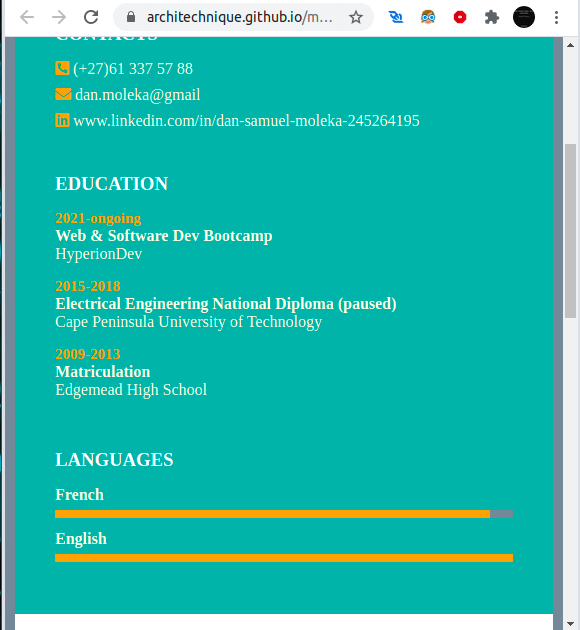 architechnique.github.io/m...
CONTACTS
(+27)61 337 57 88
dan.moleka@gmail
www.linkedin.com/in/dan-samuel-moleka-245264195
EDUCATION
2021-ongoing
Web & Software Dev Bootcamp
HyperionDev
2015-2018
Electrical Engineering National Diploma (paused)
Cape Peninsula University of Technology
2009-2013
Matriculation
Edgemead High School
LANGUAGES
French
English